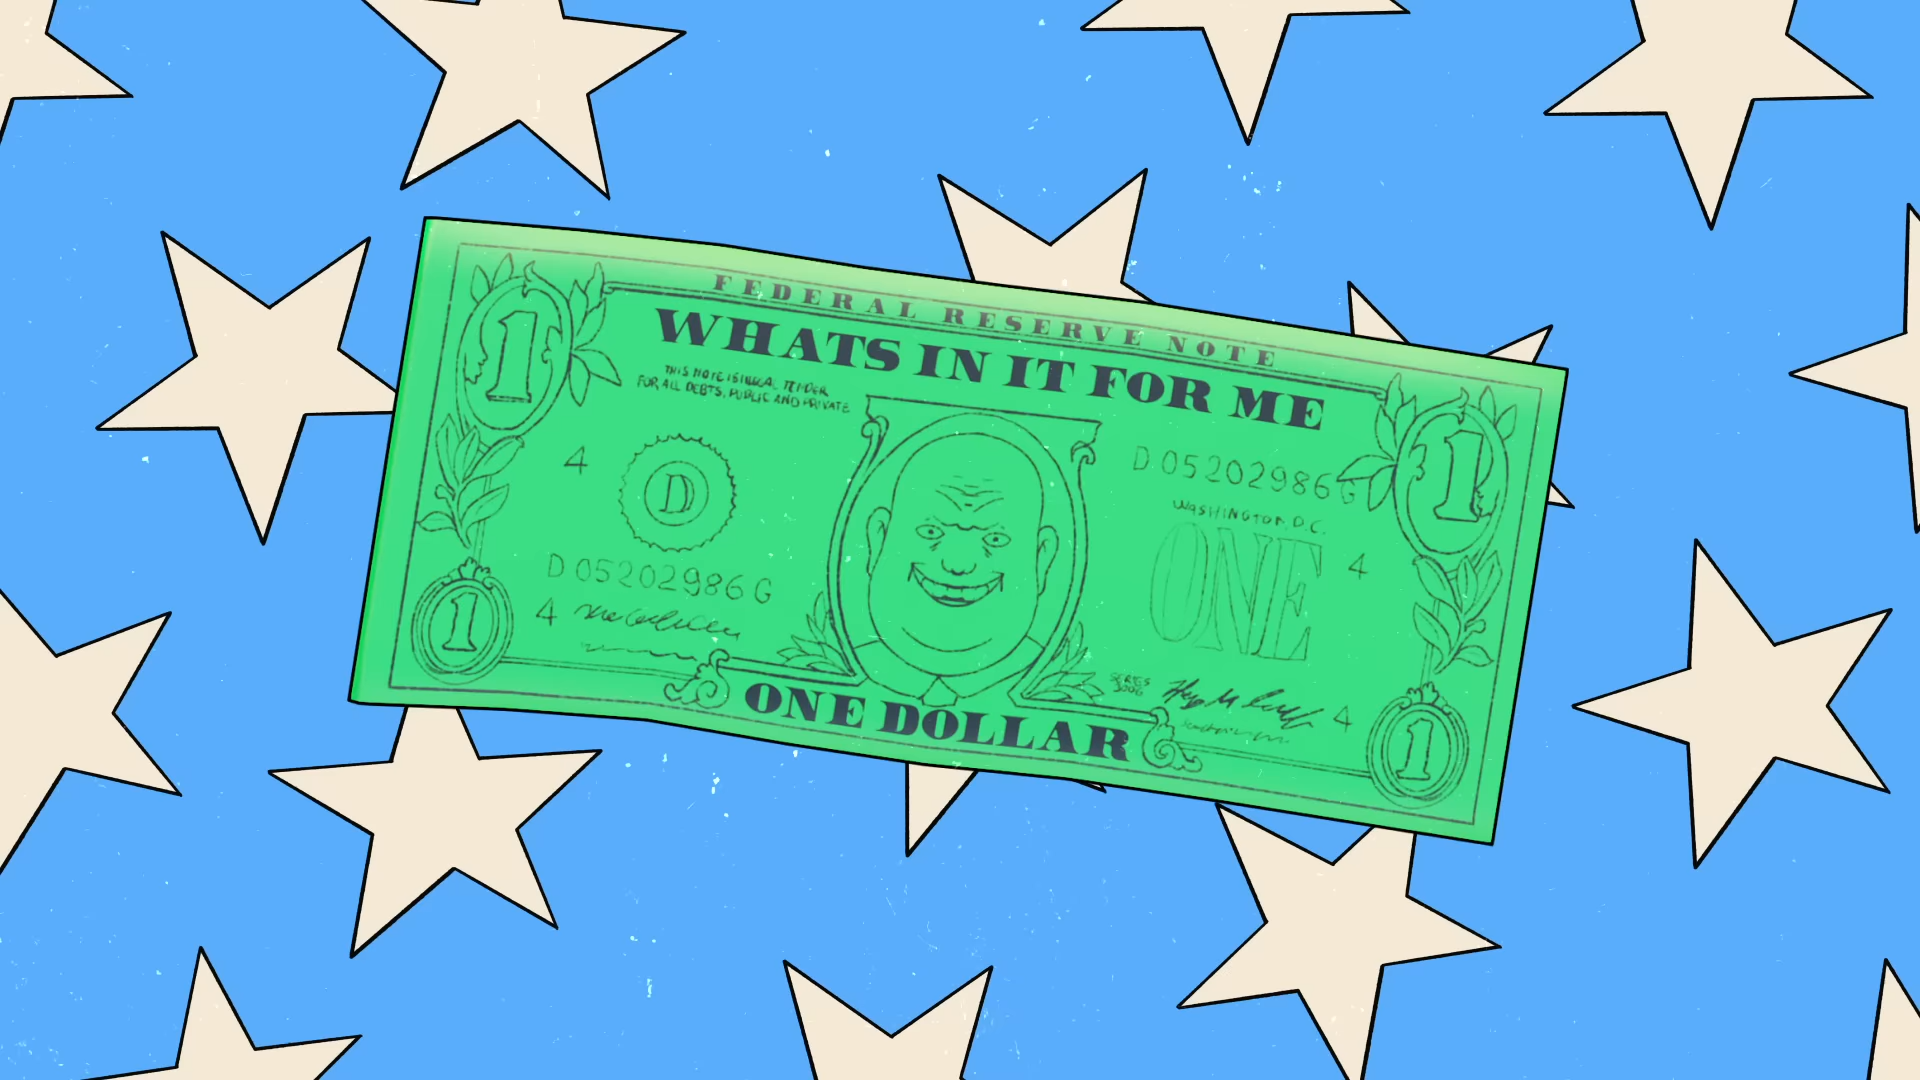 FEDERAL RESERVE NOTE
WHATS IN IT FOR ME
THIS NOTE IS LEGAL TENDER
FOR ALL DEBTS, PUBLIC AND PRIVATE
1
1
4
D
D 05202986 G
WASHINGTON, D.C.
ONE
4
D 05202986 G
4
1
SERIES
4
1
ONE DOLLAR